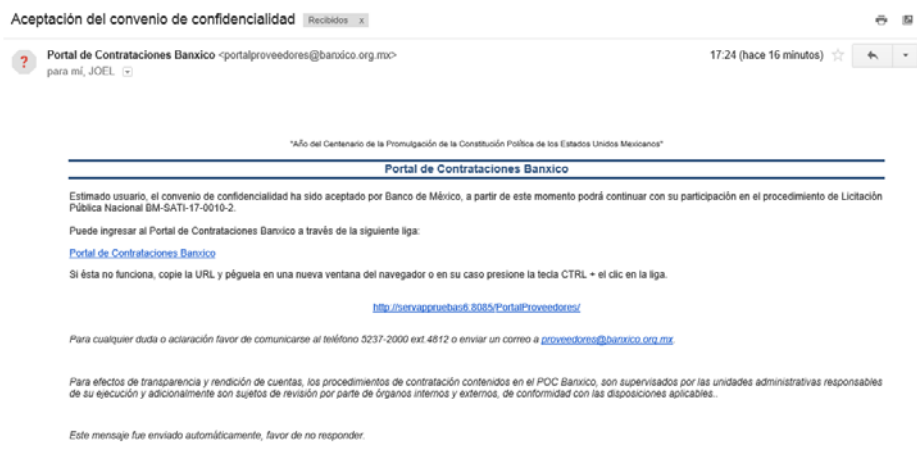 Aceptación del convenio de confidencialidad Recibidos x
Portal de Contrataciones Banxico <portalproveedores@banxico.org.mx>
17:24 (hace 16 minutos)
para mí, JOEL
"Año del Centenario de la Promulgación de la Constitución Política de los Estados Unidos Mexicanos"
Portal de Contrataciones Banxico
Estimado usuario, el convenio de confidencialidad ha sido aceptado por Banco de México, a partir de este momento podrá continuar con su participación en el procedimiento de Licitación
Pública Nacional BM-SATI-17-0010-2.
Puede ingresar al Portal de Contrataciones Banxico a través de la siguiente liga:
Portal de Contrataciones Banxico
Si ésta no funciona, copie la URL y péguela en una nueva ventana del navegador o en su caso presione la tecla CTRL + el clic en la liga.
http://servappruebas6:8085/PortalProveedores/
Para cualquier duda o aclaración favor de comunicarse al teléfono 5237-2000 ext.4812 o enviar un correo a proveedores@banxico.org.mx.
Para efectos de transparencia y rendición de cuentas, los procedimientos de contratación contenidos en el POC Banxico, son supervisados por las unidades administrativas responsables
de su ejecución y adicionalmente son sujetos de revisión por parte de órganos internos y externos, de conformidad con las disposiciones aplicables..
Este mensaje fue enviado automáticamente, favor de no responder.